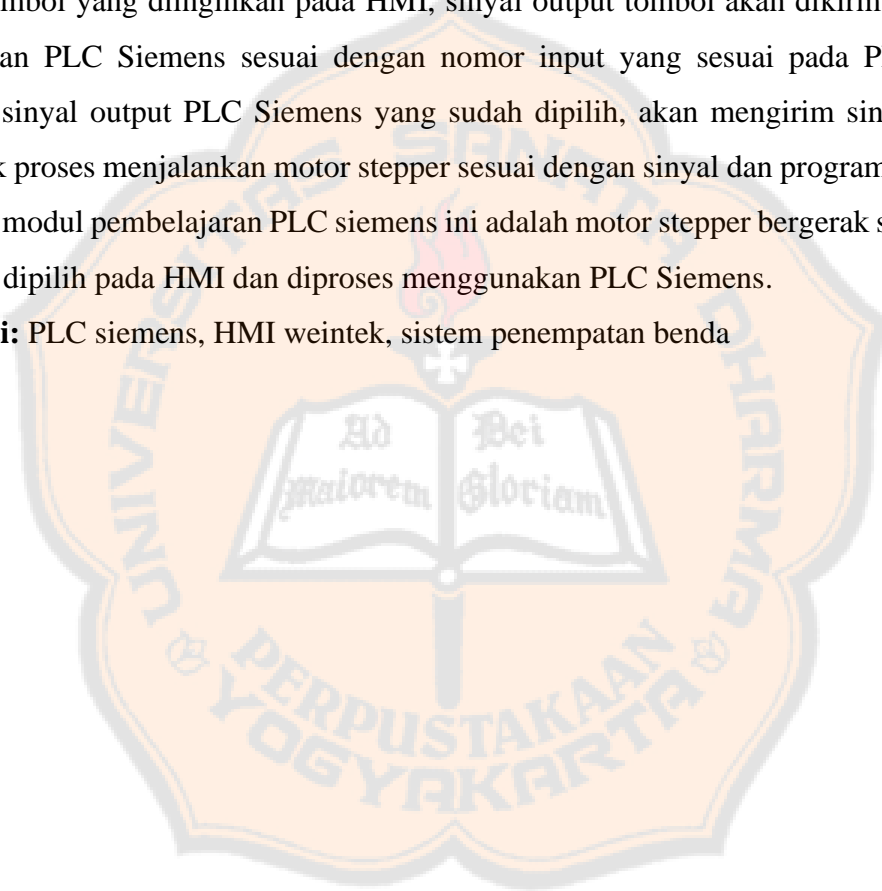 yang diinginkan pada HMI, sinyal output tombol akan dikirim
PLC Siemens sesuai dengan nomor input yang sesuai pada
sinyal output PLC Siemens yang sudah dipilih, akan mengirim
proses menjalankan motor stepper sesuai dengan sinyal dan program
modul pembelajaran PLC siemens ini adalah motor stepper bergerak
dipilih pada HMI dan diproses menggunakan PLC Siemens.
i: PLC siemens, HMI weintek, sistem penempatan benda
UNIVERSITAS SANATA DHARMA
Ad Dei
Maiorem Gloriam
PERPUSTAKAAN
YOGYAKARTA